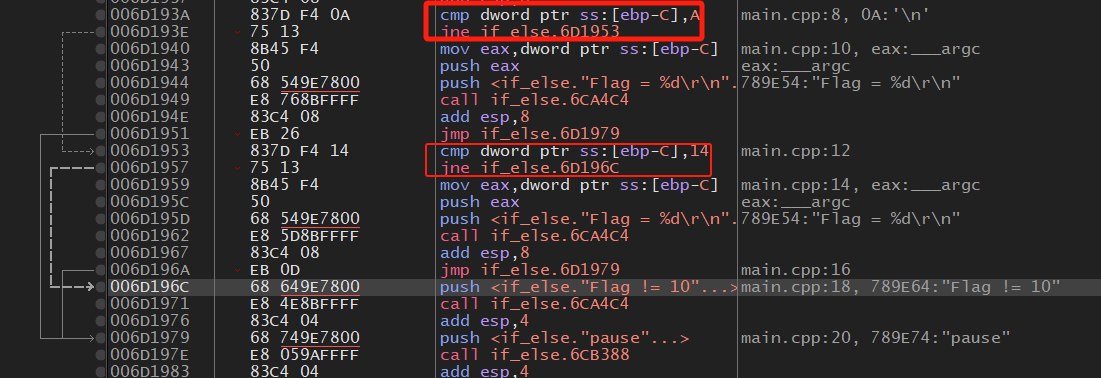 006D193A 837D F4 0A cmp dword ptr ss:[ebp-C],A main.cpp:8, 0A:'\n'
006D193E 75 13 jne if_else.6D1953
006D1940 8B45 F4 mov eax,dword ptr ss:[ebp-C] main.cpp:10, eax:___argc
006D1943 50 push eax eax:___argc
006D1944 68 549E7800 push <if_else."Flag = %d\r\n". 789E54:"Flag = %d\r\n"
006D1949 E8 768BFFFF call if_else.6CA4C4
006D194E 83C4 08 add esp,8
006D1951 EB 26 jmp if_else.6D1979
006D1953 837D F4 14 cmp dword ptr ss:[ebp-C],14 main.cpp:12
006D1957 75 13 jne if_else.6D196C
006D1959 8B45 F4 mov eax,dword ptr ss:[ebp-C] main.cpp:14, eax:___argc
006D195C 50 push eax eax:___argc
006D195D 68 549E7800 push <if_else."Flag = %d\r\n". 789E54:"Flag = %d\r\n"
006D1962 E8 5D8BFFFF call if_else.6CA4C4
006D1967 83C4 08 add esp,8
006D196A EB 0D jmp if_else.6D1979 main.cpp:16
006D196C 68 649E7800 push <if_else."Flag != 10"...> main.cpp:18, 789E64:"Flag != 10"
006D1971 E8 4E8BFFFF call if_else.6CA4C4
006D1976 83C4 04 add esp,4
006D1979 68 749E7800 push <if_else."pause"...> main.cpp:20, 789E74:"pause"
006D197E E8 059AFFFF call if_else.6CB388
006D1983 83C4 04 add esp,4